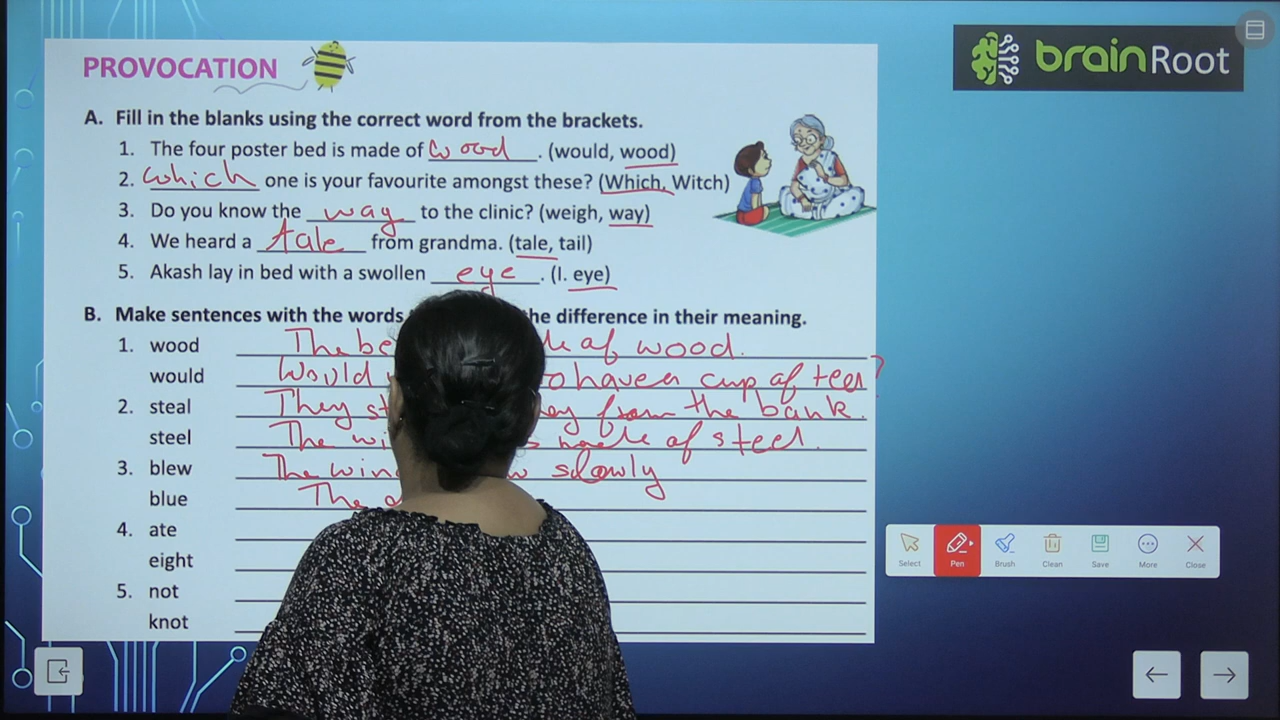 PROVOCATION
brainRoot
A. Fill in the blanks using the correct word from the brackets.
1. The four poster bed is made of wood. (would, wood)
2. which one is your favourite amongst these? (Which, Witch)
3. Do you know the way to the clinic? (weigh, way)
4. We heard a tale from grandma. (tale, tail)
5. Akash lay in bed with a swollen eye. (I. eye)
B. Make sentences with the words the difference in their meaning.
1. wood The of wood.
would Would have a cup of
2. steal They from the bank.
steel The made of steel.
3. blew The slowly
blue The
4. ate
eight
5. not
knot
Select Pen Brush Clean Save More Close